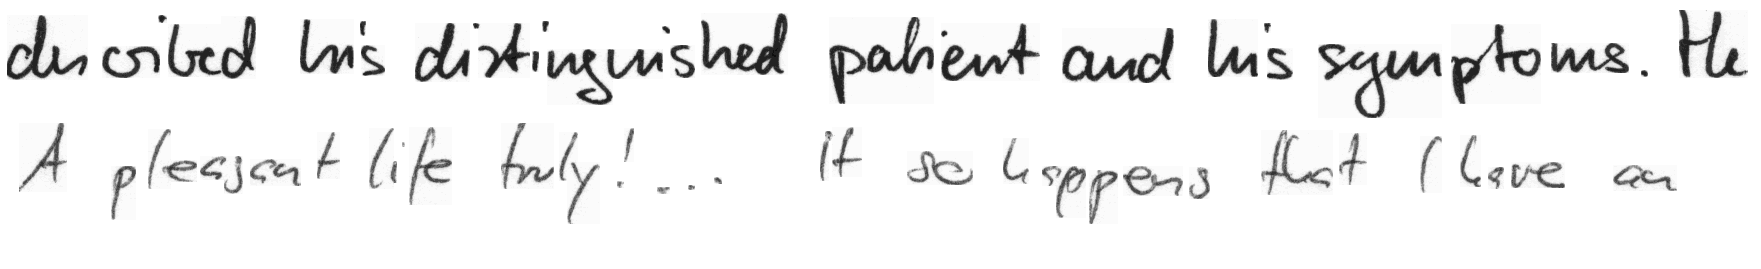 described his distinguished patient and his symptoms. He
A pleasant life truly!... It so happens that I have an